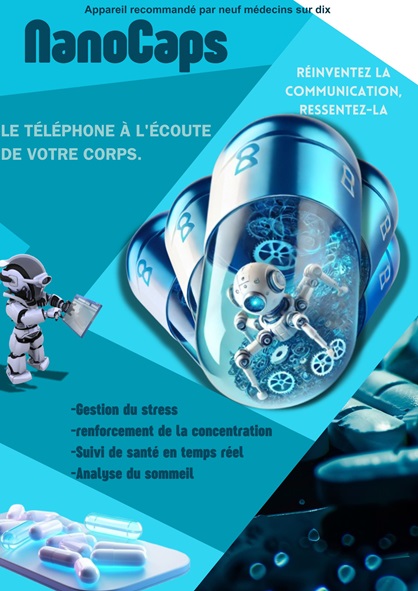 Appareil recommandé par neuf médecins sur dix
NanoCaps
RÉINVENTEZ LA
COMMUNICATION,
RESSENTEZ-LA
LE TÉLÉPHONE À L'ÉCOUTE
DE VOTRE CORPS.
-Gestion du stress
-renforcement de la concentration
-Suivi de santé en temps réel
-Analyse du sommeil